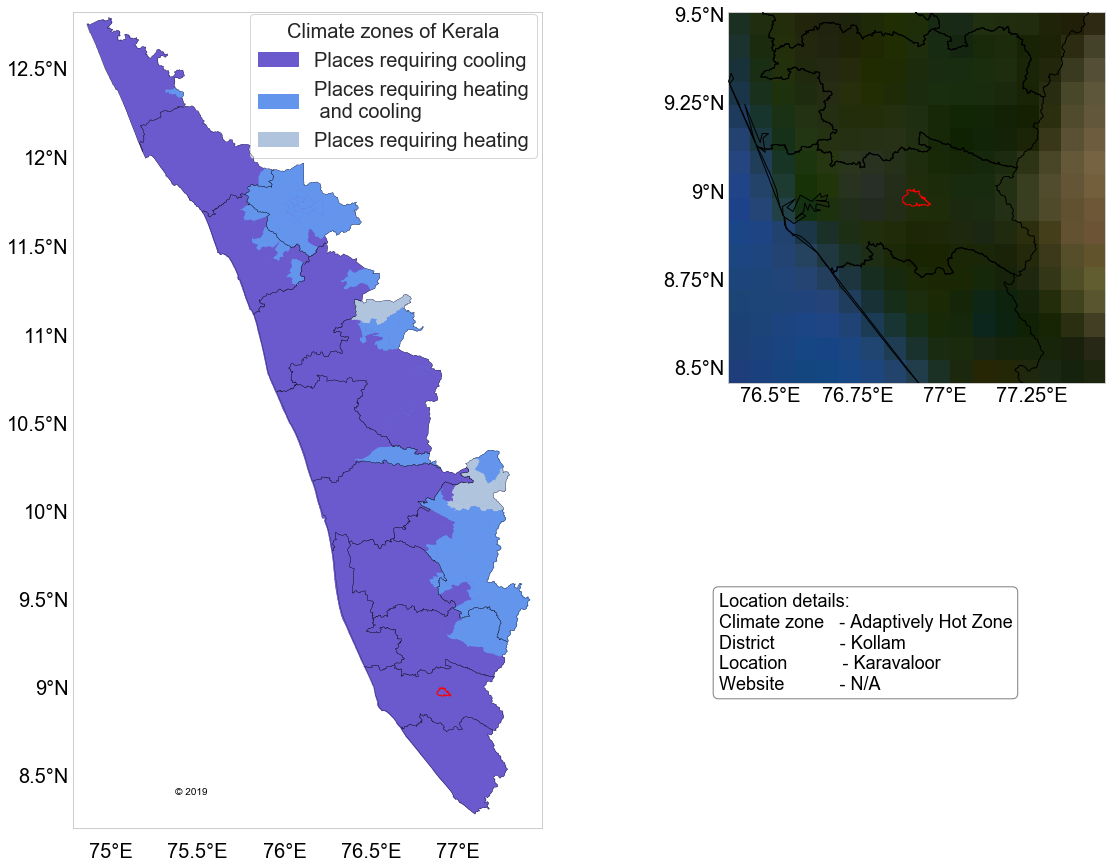 Climate zones of Kerala
Places requiring cooling
Places requiring heating
and cooling
Places requiring heating
12.5°N
12°N
11.5°N
11°N
10.5°N
10°N
9.5°N
9°N
8.5°N
75°E 75.5°E 76°E 76.5°E 77°E
© 2019
9.5°N
9.25°N
9°N
8.75°N
8.5°N
76.5°E 76.75°E 77°E 77.25°E
Location details:
Climate zone - Adaptively Hot Zone
District - Kollam
Location - Karavaloor
Website - N/A